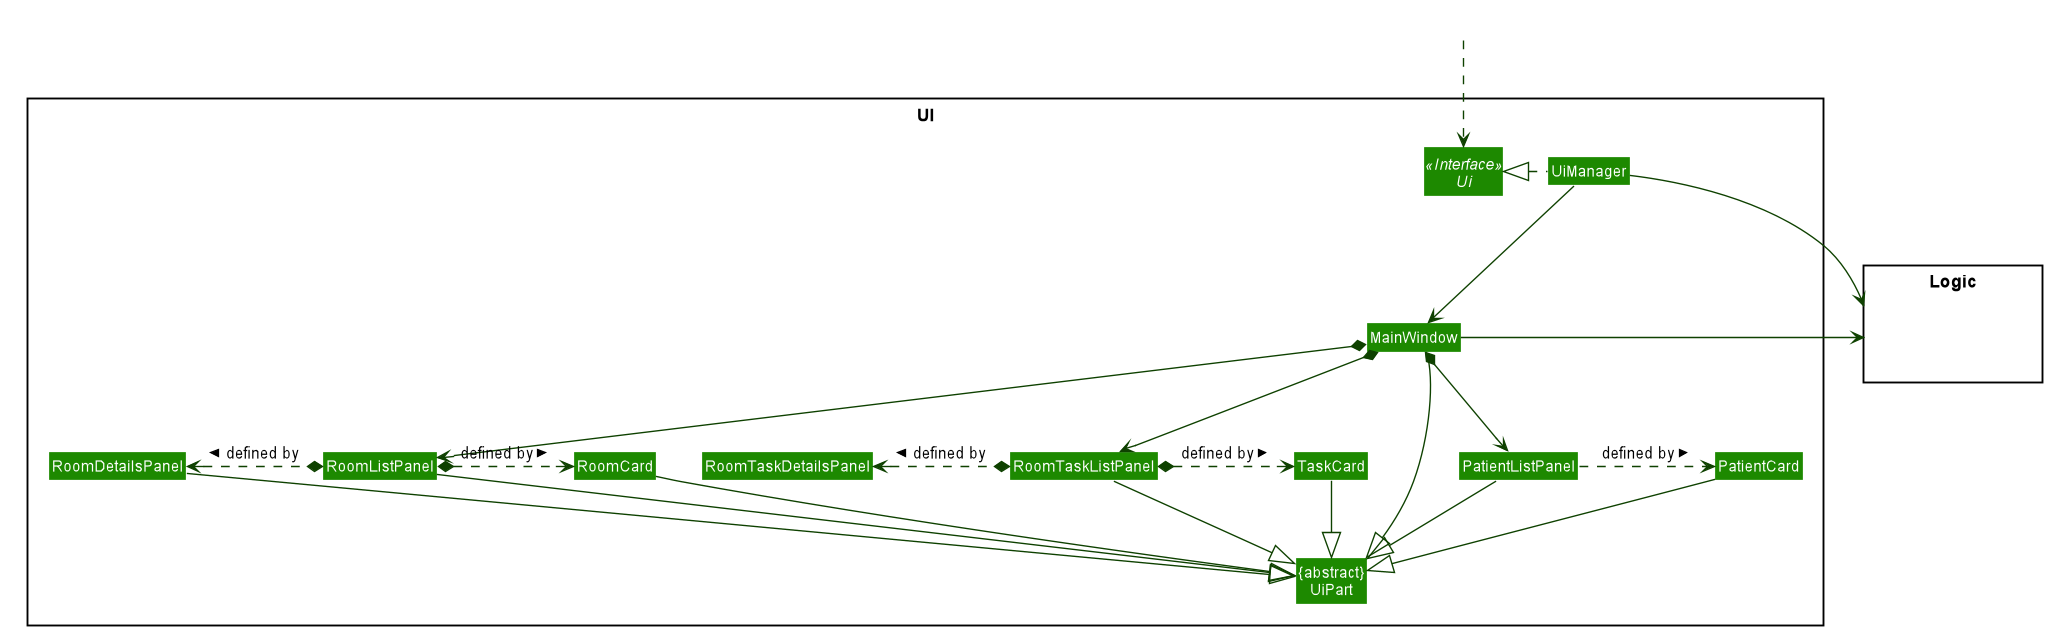 UI
«Interface»
Ui
UiManager
Logic
MainWindow
RoomDetailsPanel
◄ defined by
RoomListPanel
defined by ►
RoomCard
RoomTaskDetailsPanel
◄ defined by
RoomTaskListPanel
defined by ►
TaskCard
PatientListPanel
defined by ►
PatientCard
{abstract}
UiPart